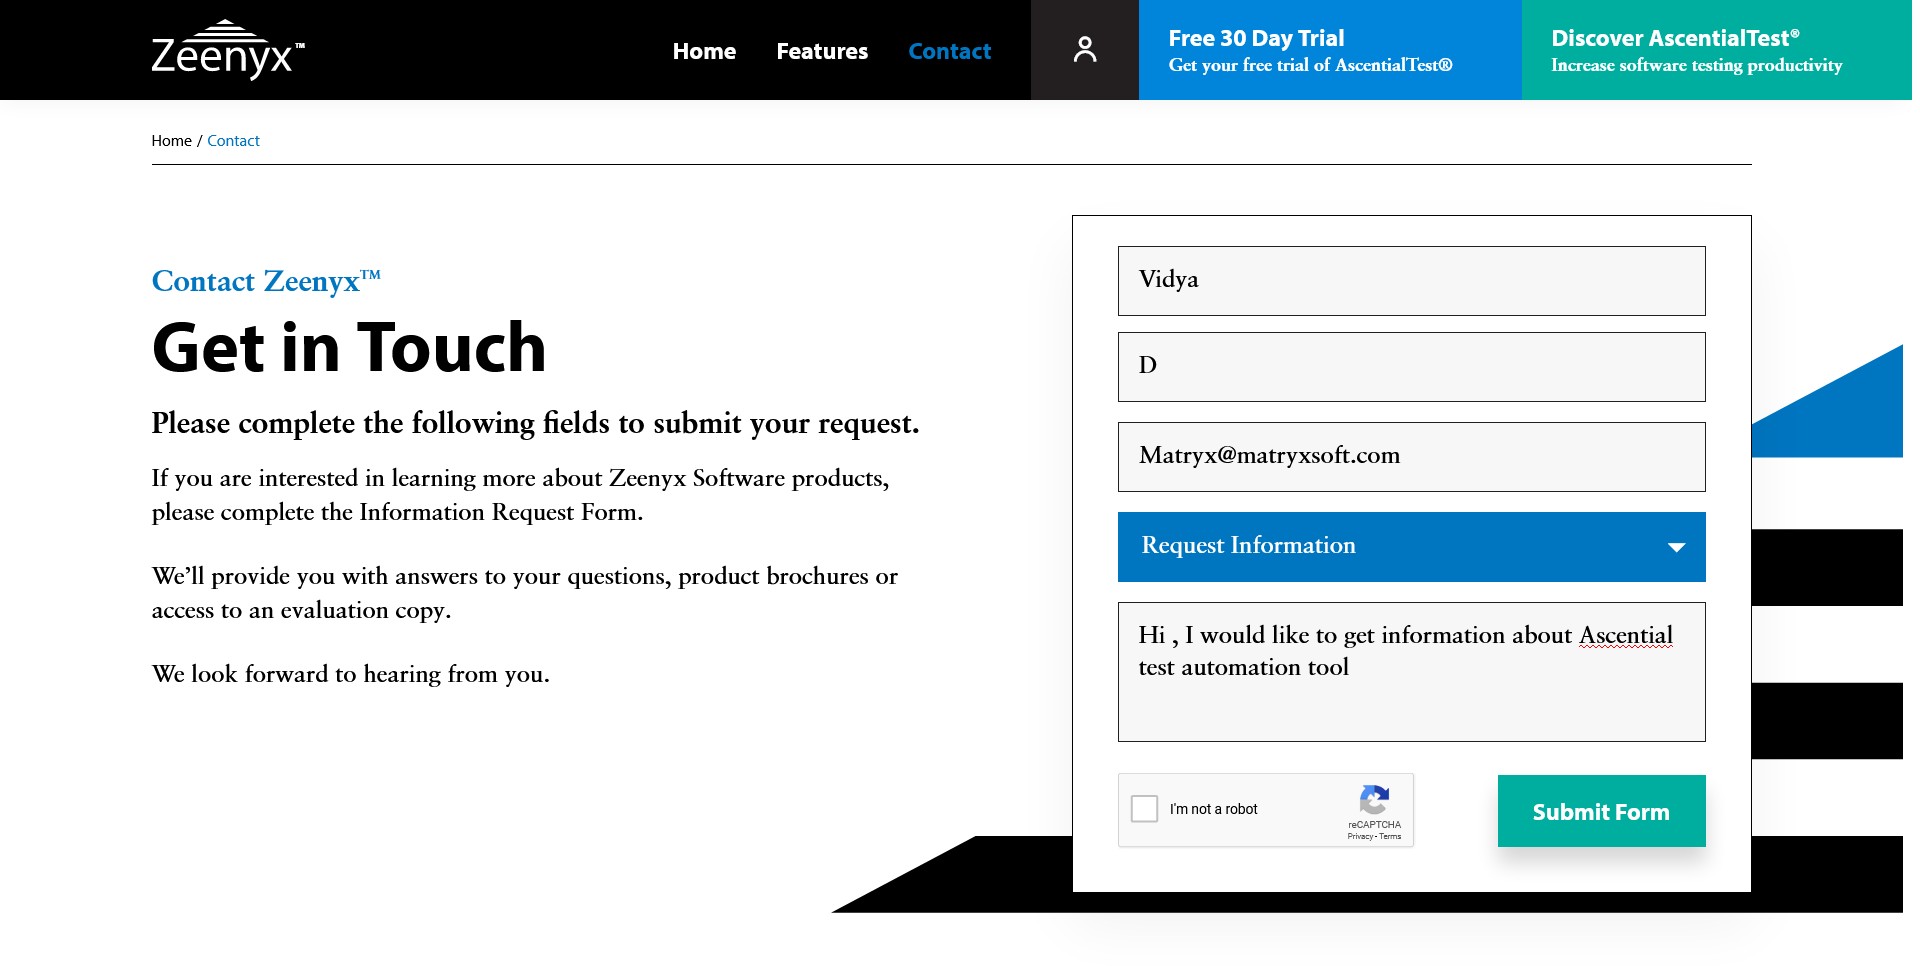 Zeenyx™
Home
Features
Contact
Free 30 Day Trial
Get your free trial of AscentialTest®
Discover AscentialTest®
Increase software testing productivity
Home / Contact
Contact Zeenyx™
Get in Touch
Please complete the following fields to submit your request.
If you are interested in learning more about Zeenyx Software products,
please complete the Information Request Form.
We’ll provide you with answers to your questions, product brochures or
access to an evaluation copy.
We look forward to hearing from you.
Vidya
D
Matryx@matryxsoft.com
Request Information
Hi , I would like to get information about Ascential
test automation tool
I'm not a robot
reCAPTCHA
Privacy - Terms
Submit Form